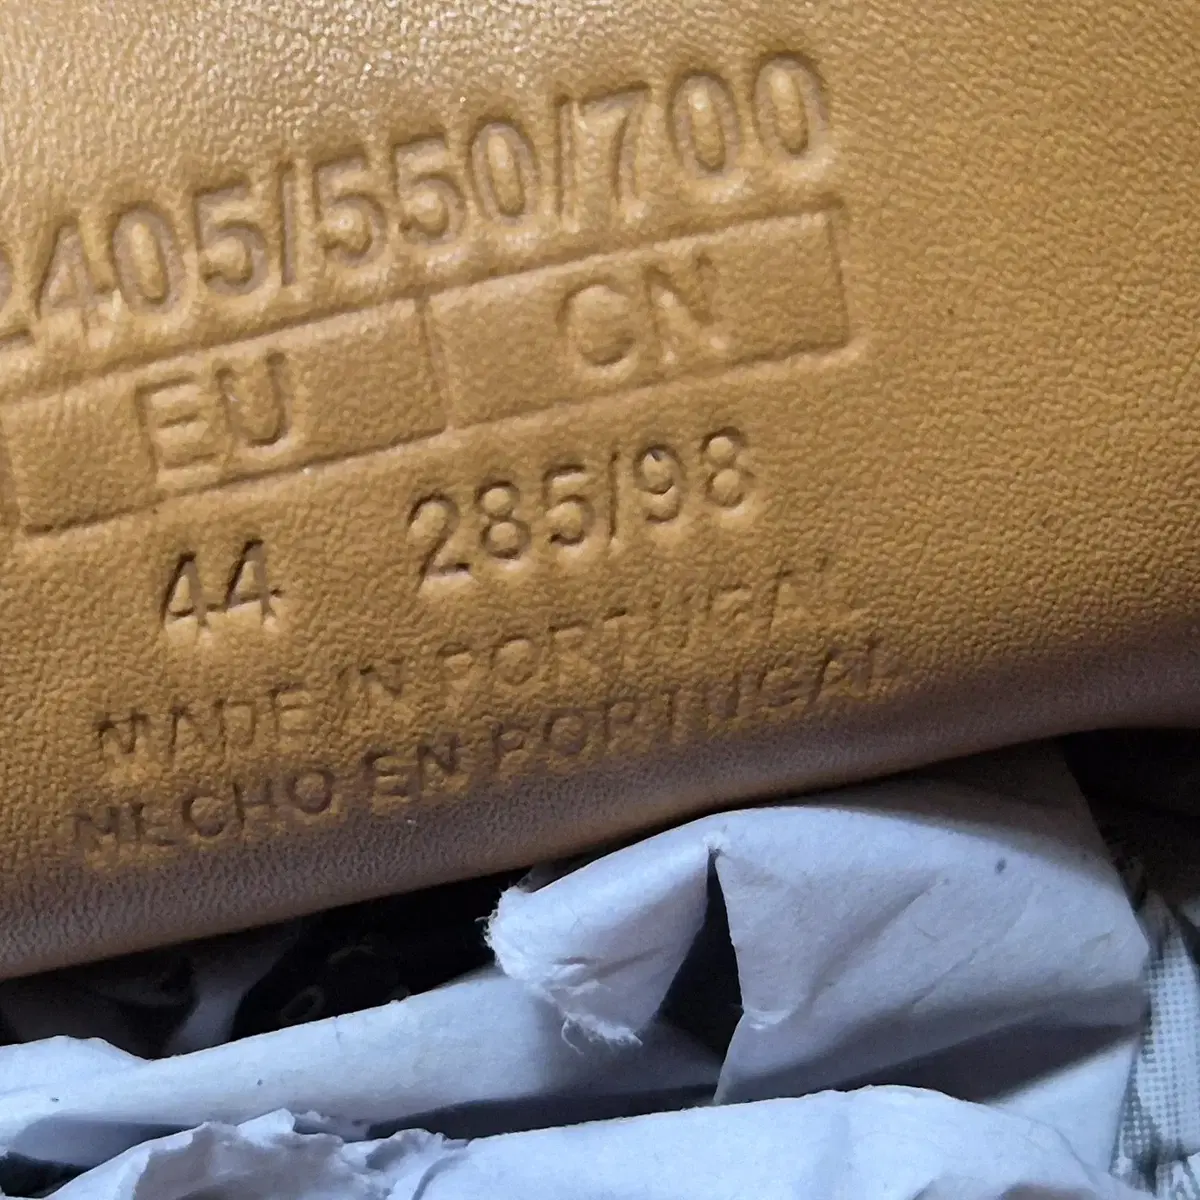 2405/550/700
EU CN
44 285/98
MADE IN PORTUGAL
HECHO EN PORTUGAL